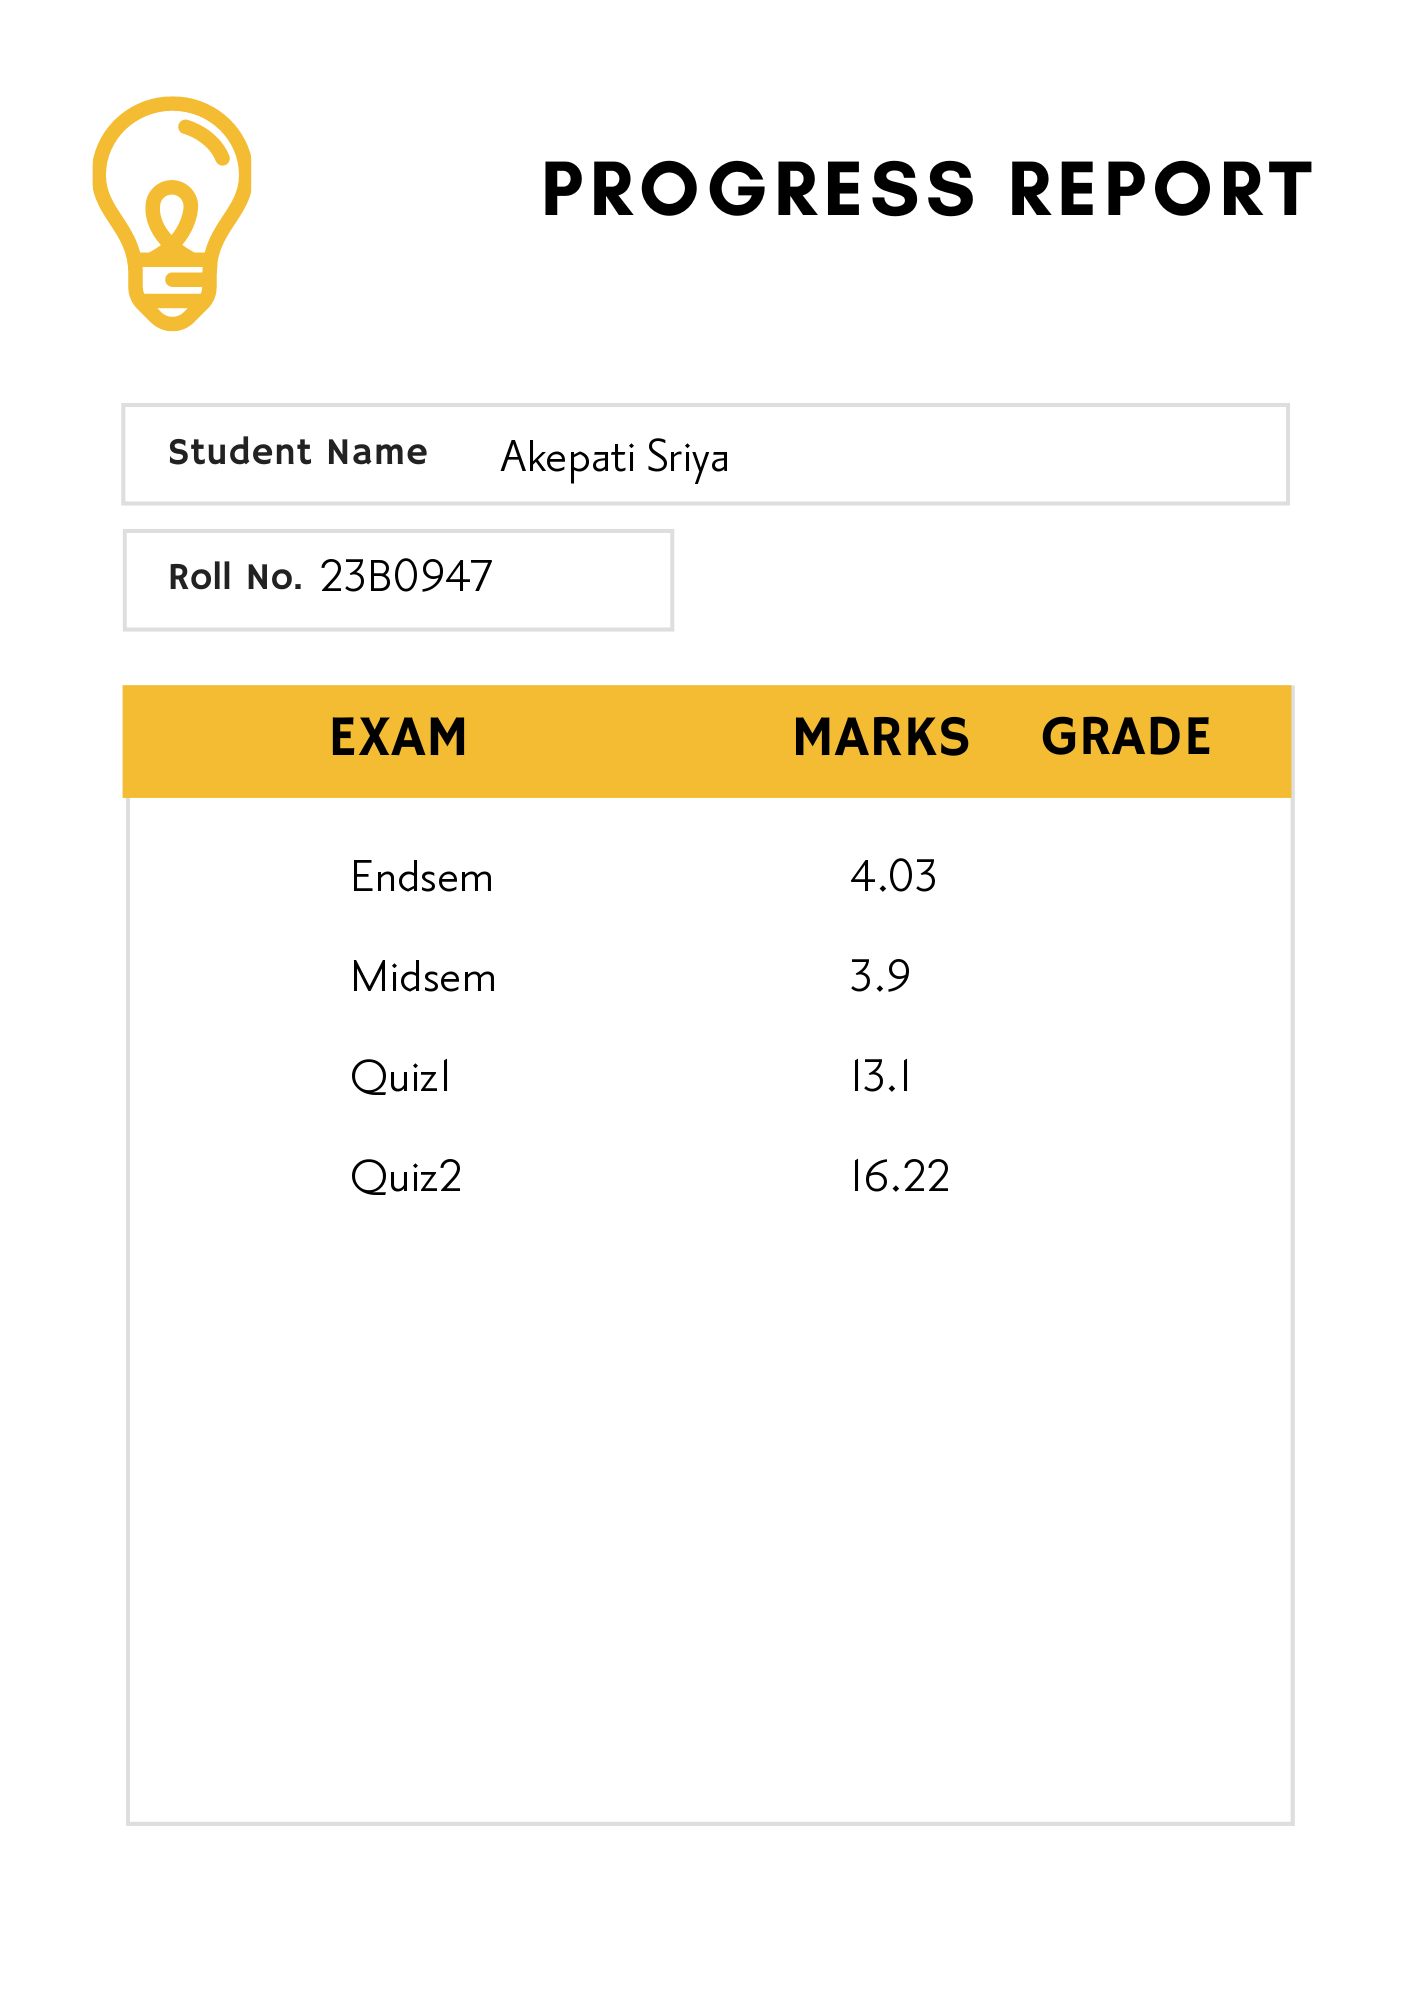 PROGRESS REPORT
Student Name Akepati Sriya
Roll No. 23B0947
EXAM MARKS GRADE
Endsem 4.03
Midsem 3.9
Quiz1 13.1
Quiz2 16.22